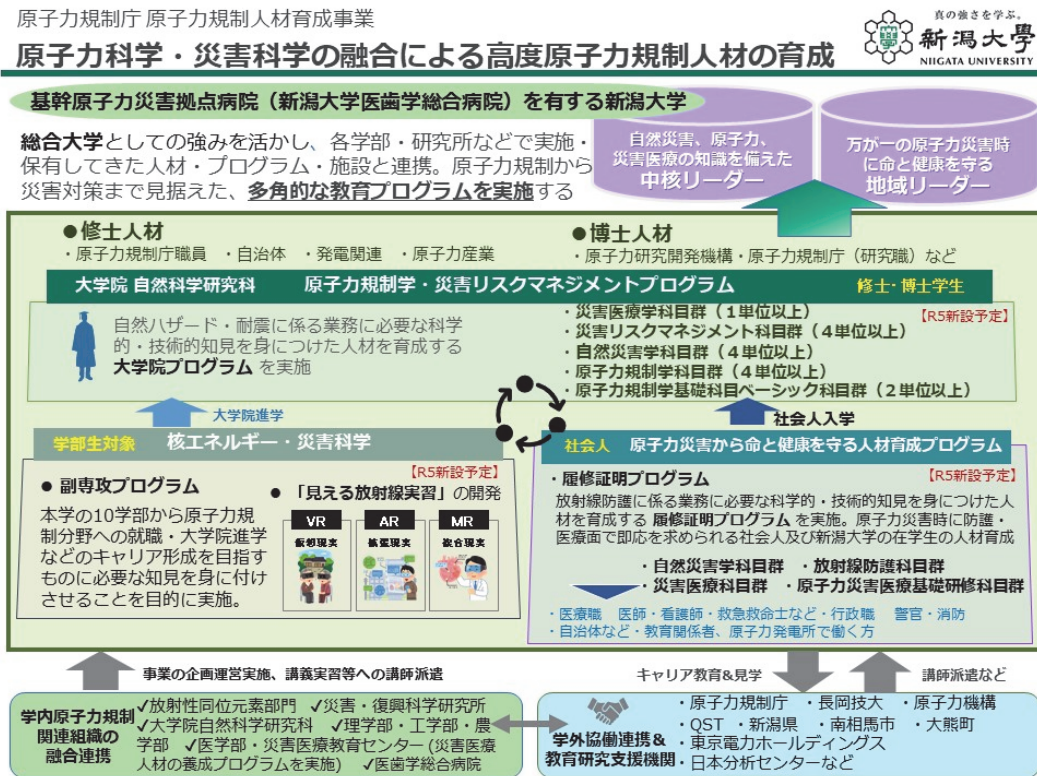 原子力規制庁 原子力規制人材育成事業
原子力科学・災害科学の融合による高度原子力規制人材の育成
真の強さを学ぶ。
新潟大學
NIIGATA UNIVERSITY
基幹原子力災害拠点病院（新潟大学医歯学総合病院）を有する新潟大学
総合大学としての強みを活かし、各学部・研究所などで実施・
保有してきた人材・プログラム・施設と連携。原子力規制から
災害対策まで見据えた、多角的な教育プログラムを実施する
自然災害、原子力、
災害医療の知識を備えた
中核リーダー
万が一の原子力災害時
に命と健康を守る
地域リーダー
●修士人材
・原子力規制庁職員 ・自治体 ・発電関連 ・原子力産業
●博士人材
・原子力研究開発機構・原子力規制庁（研究職）など
大学院 自然科学研究科 原子力規制学・災害リスクマネジメントプログラム 修士・博士学生
自然ハザード・耐震に係る業務に必要な科学
的・技術的知見を身につけた人材を育成する
大学院プログラム を実施
・災害医療学科目群（１単位以上）
【R5新設予定】
・災害リスクマネジメント科目群（４単位以上）
・自然災害学科目群（４単位以上）
・原子力規制学科目群（４単位以上）
・原子力規制学基礎科目ベーシック科目群（２単位以上）
大学院進学
社会人入学
学部生対象 核エネルギー・災害科学
【R5新設予定】
● 副専攻プログラム
本学の10学部から原子力規
制分野への就職・大学院進学
などのキャリア形成を目指す
ものに必要な知見を身に付け
させることを目的に実施。
● 「見える放射線実習」の開発
VR
仮想現実
AR
拡張現実
MR
複合現実
社会人 原子力災害から命と健康を守る人材育成プログラム
・履修証明プログラム
【R5新設予定】
放射線防護に係る業務に必要な科学的・技術的知見を身につけた人
材を育成する 履修証明プログラム を実施。原子力災害時に防護・
医療面で即応を求められる社会人及び新潟大学の在学生の人材育成
・自然災害学科目群 ・放射線防護科目群
・災害医療科目群 ・原子力災害医療基礎研修科目群
・医療職 医師・看護師・救急救命士など・行政職 警官・消防
・自治体など・教育関係者、原子力発電所で働く方
事業の企画運営実施、講義実習等への講師派遣
キャリア教育&見学
講師派遣など
学内原子力規制
関連組織の
融合連携
✓放射性同位元素部門 ✓災害・復興科学研究所
✓大学院自然科学研究科 ✓理学部・工学部・農
学部 ✓医学部・災害医療教育センター (災害医療
人材の養成プログラムを実施) ✓医歯学総合病院
学外協働連携＆
教育研究支援機関
・原子力規制庁 ・長岡技大 ・原子力機構
・QST ・新潟県 ・南相馬市 ・大熊町
・東京電力ホールディングス
・日本分析センターなど